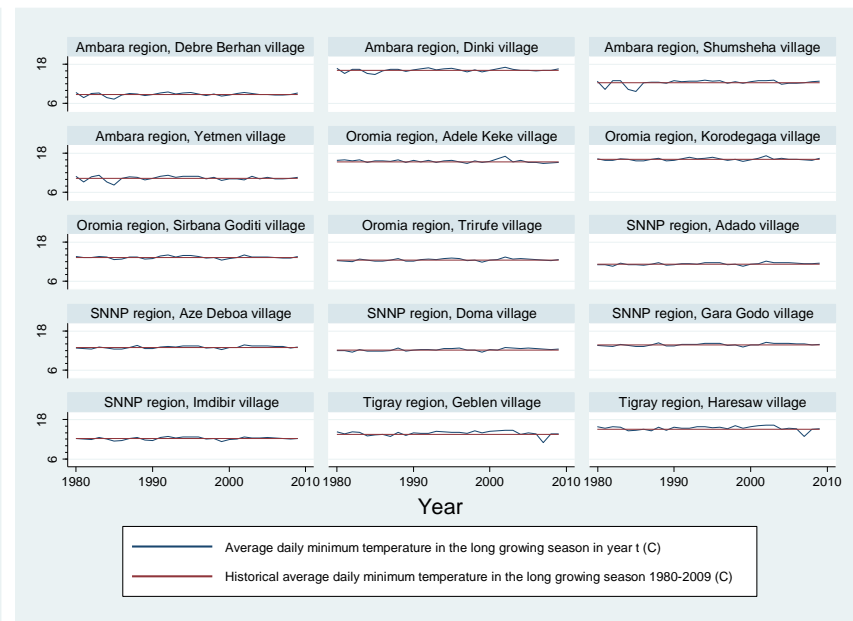 Ambara region, Debre Berhan village
Ambara region, Dinki village
Ambara region, Shumsheha village
18
6
Ambara region, Yetmen village
Oromia region, Adele Keke village
Oromia region, Korodegaga village
18
6
Oromia region, Sirbana Goditi village
Oromia region, Trirufe village
SNNP region, Adado village
18
6
SNNP region, Aze Deboa village
SNNP region, Doma village
SNNP region, Gara Godo village
18
6
SNNP region, Imdibir village
Tigray region, Geblen village
Tigray region, Haresaw village
18
6
1980 1990 2000 2010 1980 1990 2000 2010 1980 1990 2000 2010
Year
Average daily minimum temperature in the long growing season in year t (C)
Historical average daily minimum temperature in the long growing season 1980-2009 (C)